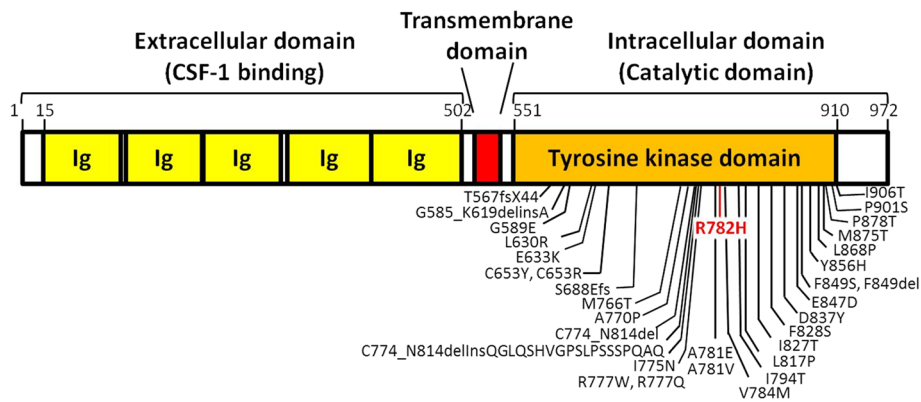 Transmembrane
domain
Extracellular domain
(CSF-1 binding)
Intracellular domain
(Catalytic domain)
1 15 502 551 910 972
Ig Ig Ig Ig Ig Tyrosine kinase domain
T567fsX44
G585_K619delinsA
G589E
L630R
E633K
C653Y, C653R
S688Efs
M766T
A770P
C774_N814del
C774_N814delInsQGLQSHVGPSLPSSSPQAQ
I775N
R777W, R777Q
A781E
A781V
R782H
V784M
I794T
L817P
I827T
F828S
D837Y
E847D
F849S, F849del
Y856H
L868P
M875T
P878T
P901S
I906T